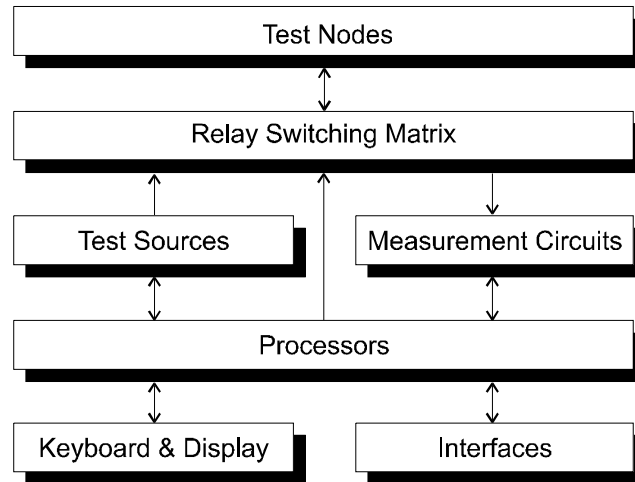 Test Nodes
Relay Switching Matrix
Test Sources
Measurement Circuits
Processors
Keyboard & Display
Interfaces